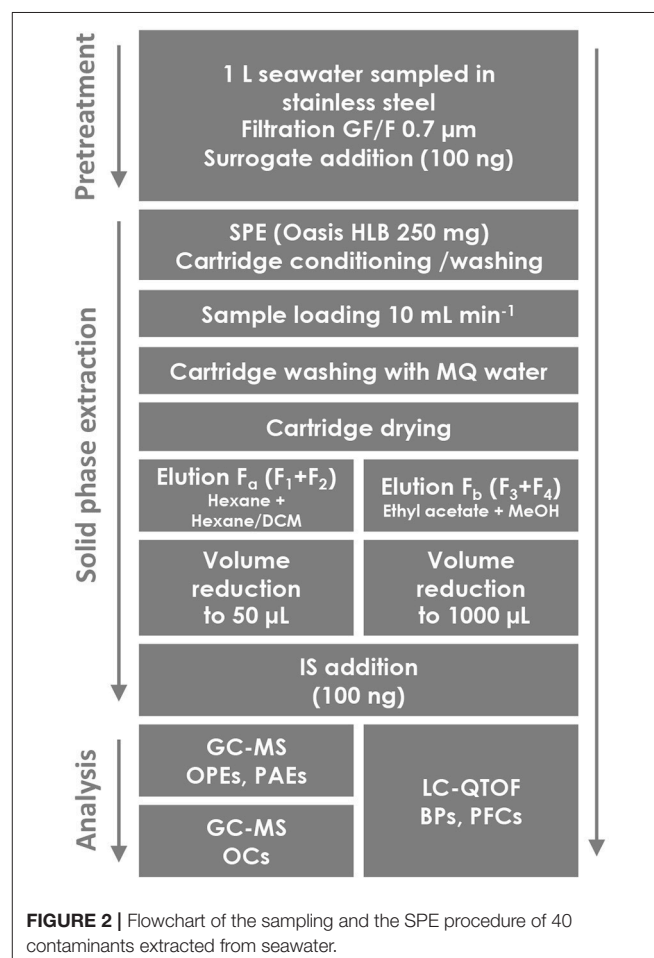 Pretreatment
1 L seawater sampled in
stainless steel
Filtration GF/F 0.7 µm
Surrogate addition (100 ng)
Solid phase extraction
SPE (Oasis HLB 250 mg)
Cartridge conditioning /washing
Sample loading 10 mL min⁻¹
Cartridge washing with MQ water
Cartridge drying
Elution Fₐ (F₁+F₂)
Hexane +
Hexane/DCM
Elution F_b (F₃+F₄)
Ethyl acetate + MeOH
Volume
reduction
to 50 µL
Volume
reduction
to 1000 µL
IS addition
(100 ng)
Analysis
GC-MS
OPEs, PAEs
GC-MS
OCs
LC-QTOF
BPs, PFCs
FIGURE 2 | Flowchart of the sampling and the SPE procedure of 40
contaminants extracted from seawater.